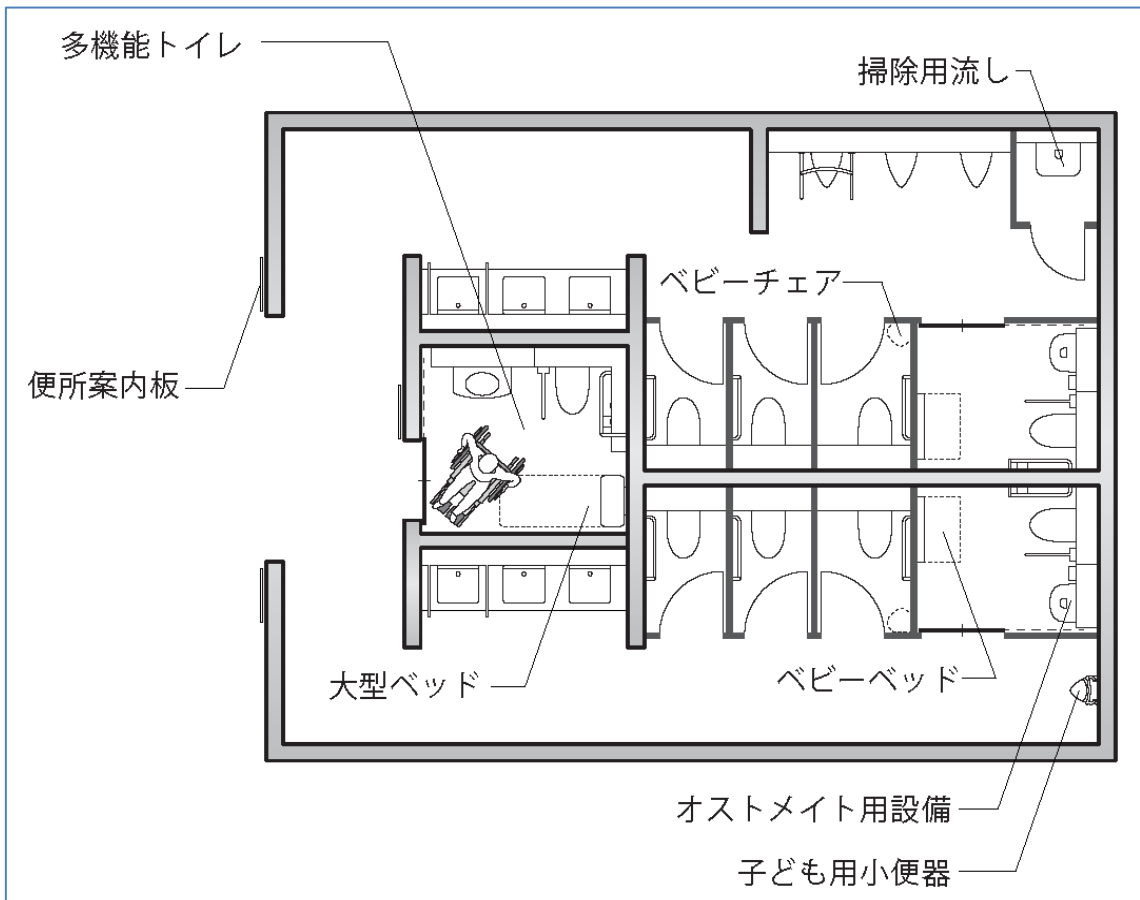 多機能トイレ
掃除用流し
ベビーチェア
便所案内板
大型ベッド
ベビーベッド
オストメイト用設備
子ども用小便器